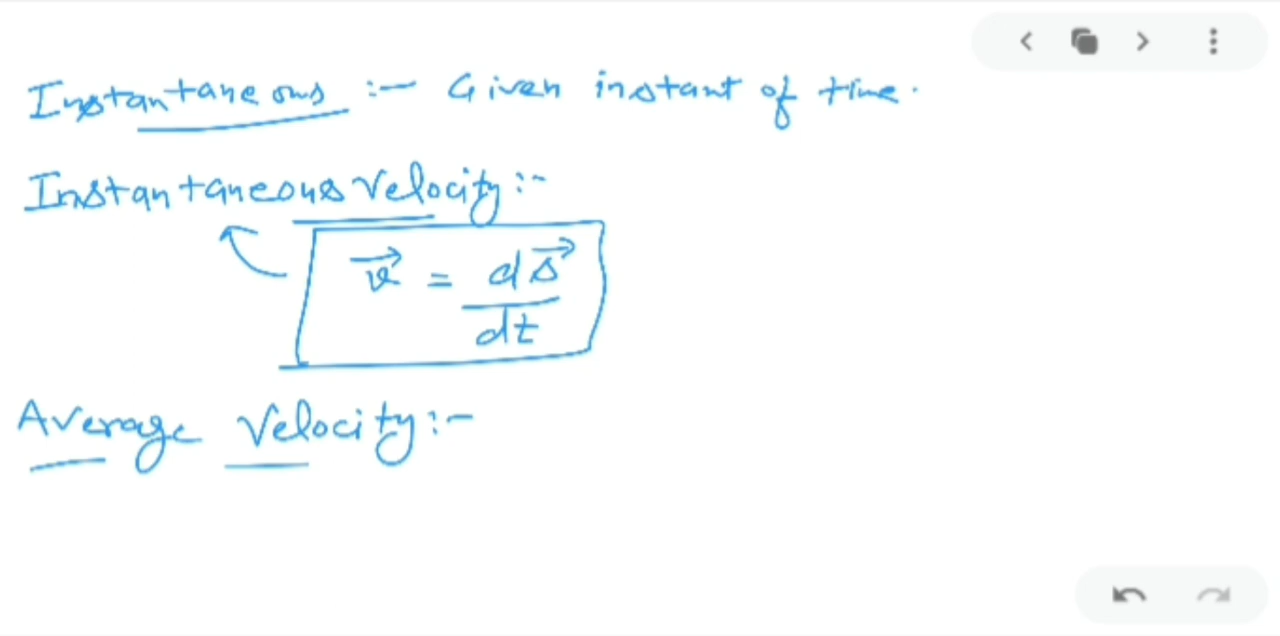 Instantaneous :- Given instant of time.
Instantaneous Velocity :-
v⃗ = ds⃗/dt
Average Velocity :-